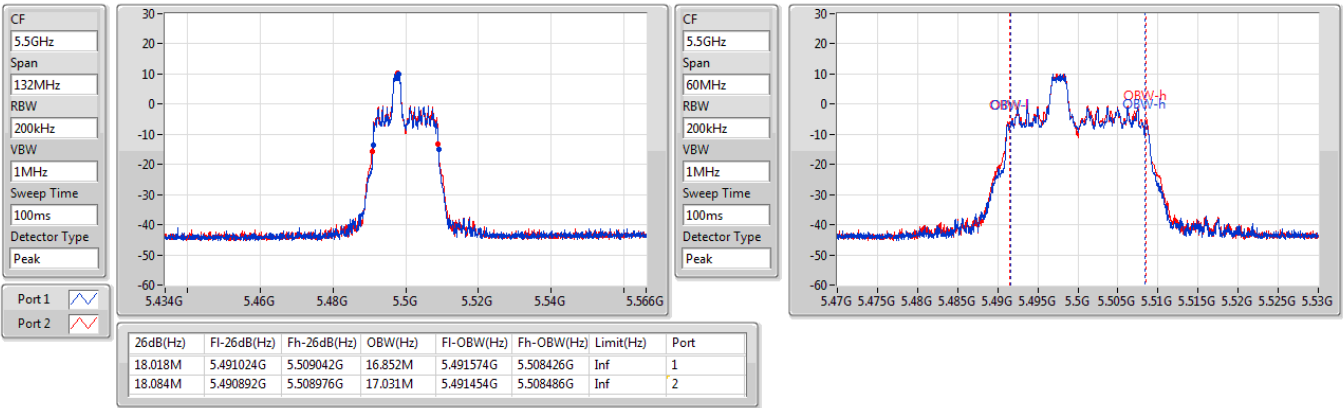 CF
5.5GHz
Span
132MHz
RBW
200kHz
VBW
1MHz
Sweep Time
100ms
Detector Type
Peak
Port 1
Port 2
30
20
10
0
-10
-20
-30
-40
-50
-60
5.434G 5.46G 5.48G 5.5G 5.52G 5.54G 5.566G
CF
5.5GHz
Span
60MHz
RBW
200kHz
VBW
1MHz
Sweep Time
100ms
Detector Type
Peak
30
20
10
0
-10
-20
-30
-40
-50
-60
OBW-l
OBW-h
OBW-h
5.47G 5.475G 5.48G 5.485G 5.49G 5.495G 5.5G 5.505G 5.51G 5.515G 5.52G 5.525G 5.53G
26dB(Hz) Fl-26dB(Hz) Fh-26dB(Hz) OBW(Hz) Fl-OBW(Hz) Fh-OBW(Hz) Limit(Hz) Port
18.018M 5.491024G 5.509042G 16.852M 5.491574G 5.508426G Inf 1
18.084M 5.490892G 5.508976G 17.031M 5.491454G 5.508486G Inf 2